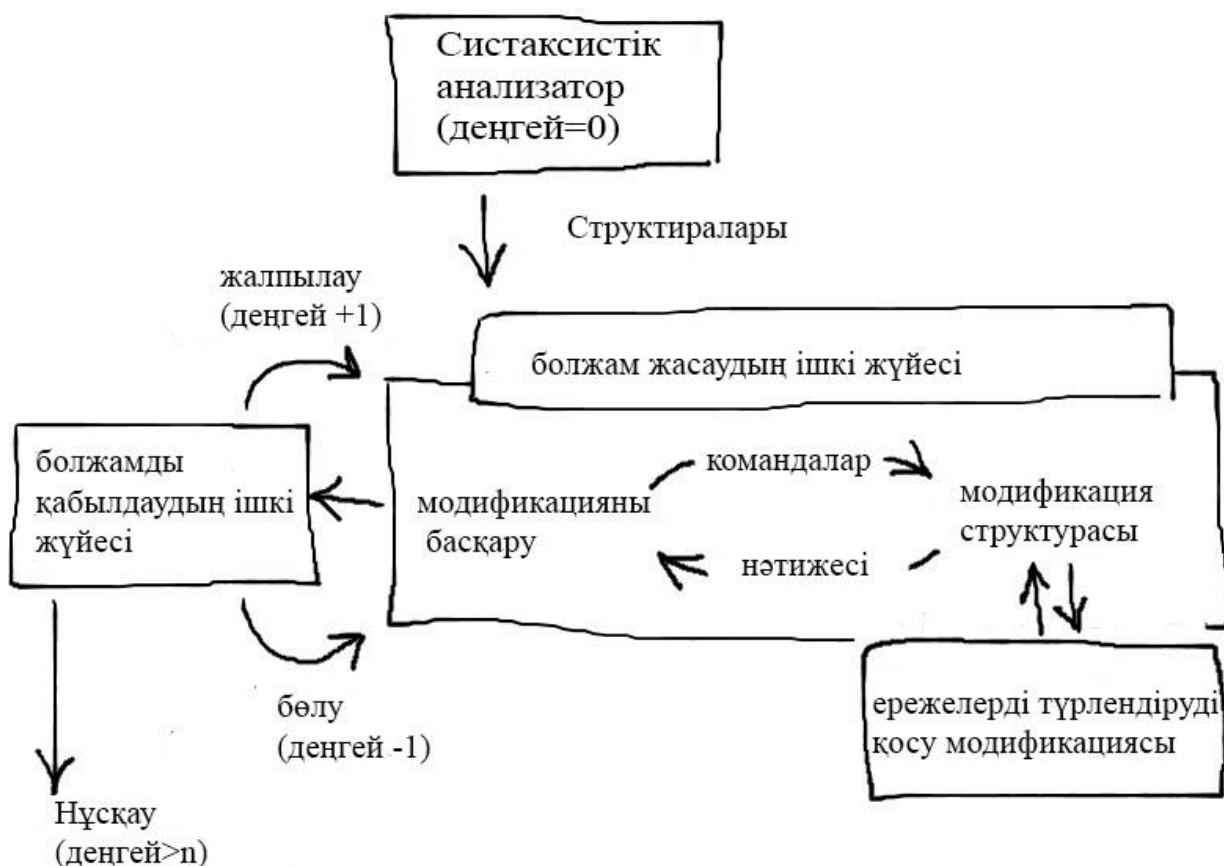 Систаксистік
анализатор
(деңгей=0)
Структиралары
жалпылау
(деңгей +1)
болжам жасаудың ішкі жүйесі
болжамды
қабылдаудың ішкі
жүйесі
модификацияны
басқару
командалар
нәтижесі
модификация
структурасы
бөлу
(деңгей -1)
ережелерді түрлендіруді
қосу модификациясы
Нұсқау
(деңгей>n)